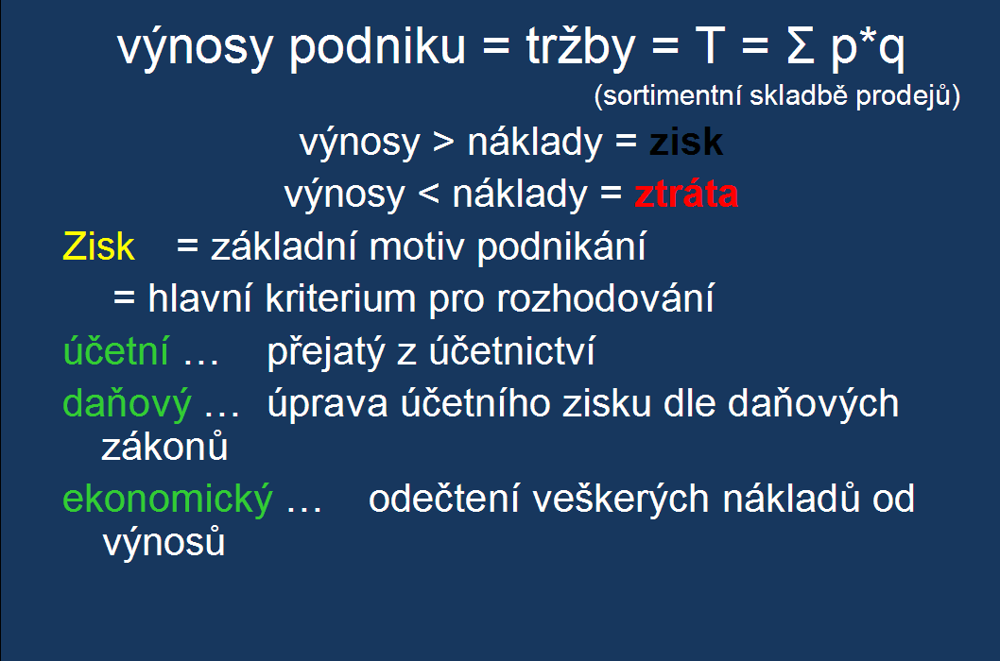 výnosy podniku = tržby = T = Σ p*q
(sortimentní skladbě prodejů)
výnosy > náklady = zisk
výnosy < náklady = ztráta
Zisk = základní motiv podnikání
= hlavní kriterium pro rozhodování
účetní … přejatý z účetnictví
daňový … úprava účetního zisku dle daňových
zákonů
ekonomický … odečtení veškerých nákladů od
výnosů